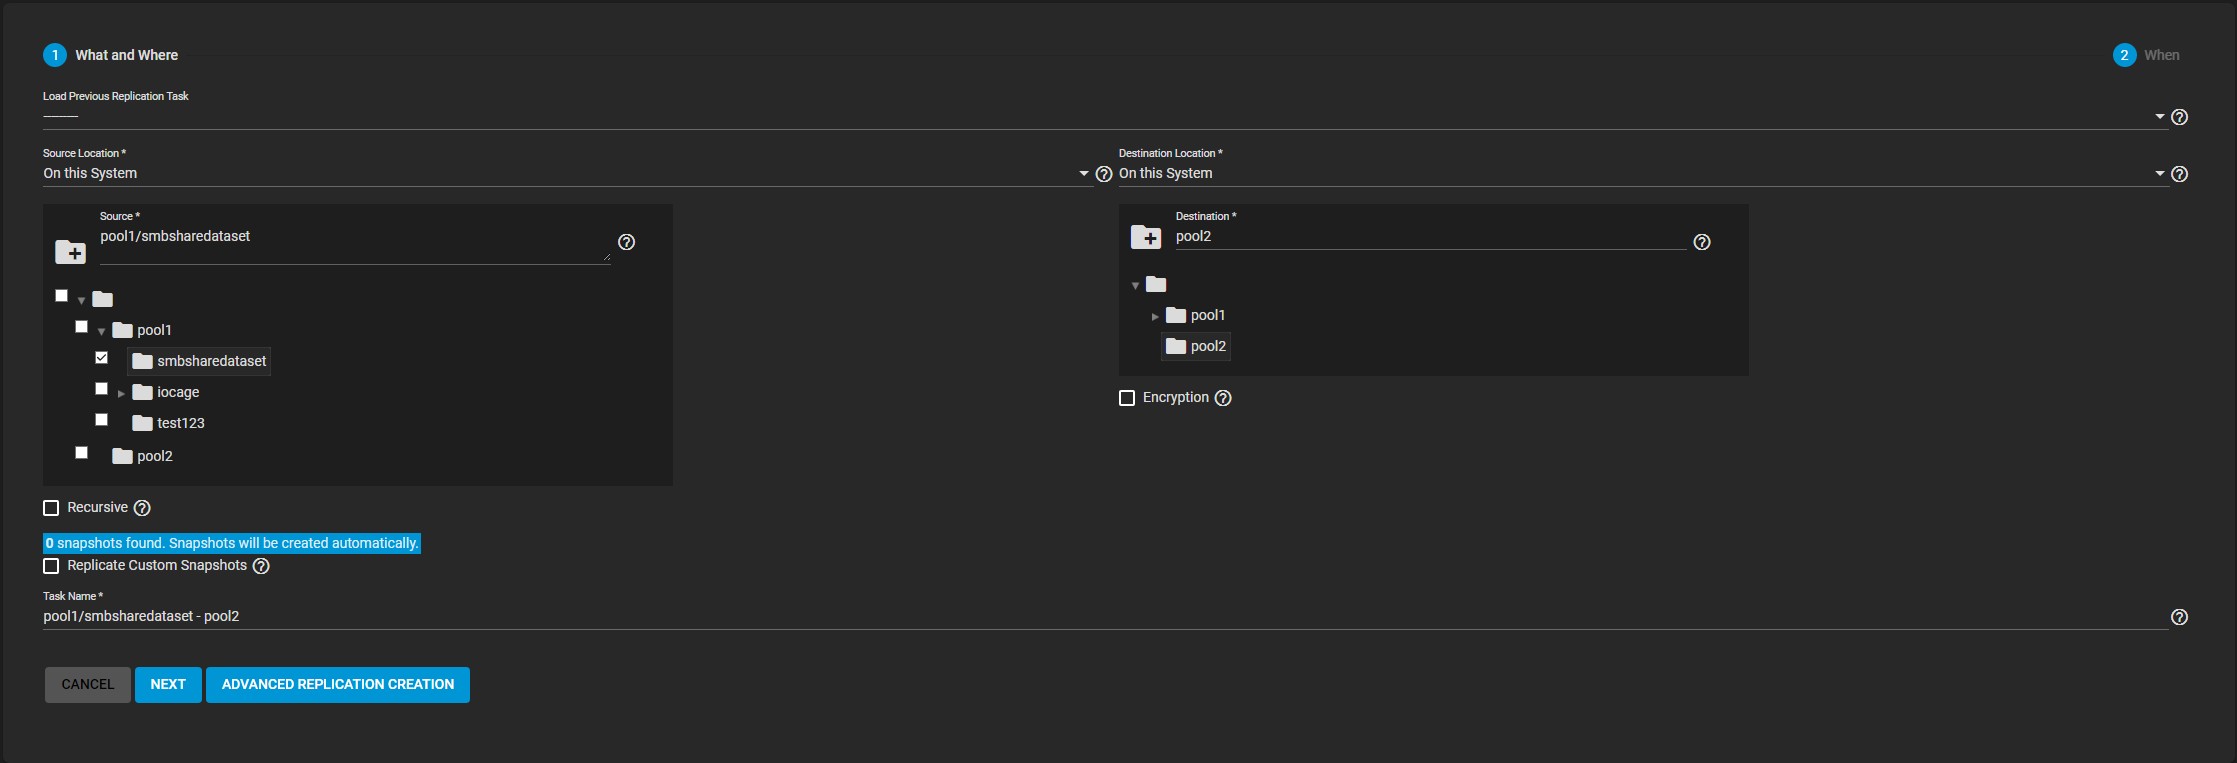 1 What and Where
2 When
Load Previous Replication Task
---------
Source Location *
On this System
Destination Location *
On this System
Source *
pool1/smbsharedataset
pool1
smbsharedataset
iocage
test123
pool2
Destination *
pool2
pool1
pool2
Encryption
Recursive
0 snapshots found. Snapshots will be created automatically.
Replicate Custom Snapshots
Task Name *
pool1/smbsharedataset - pool2
CANCEL NEXT ADVANCED REPLICATION CREATION